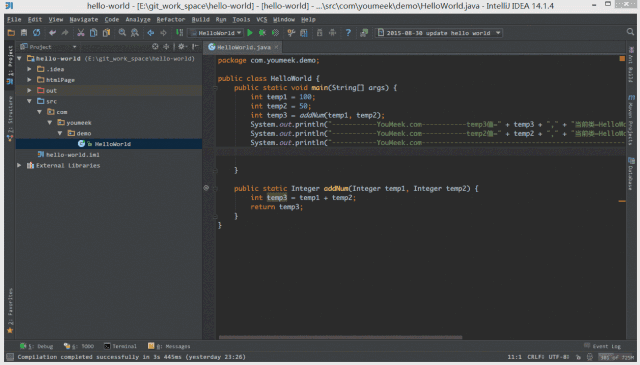 hello-world - [E:\git_work_space\hello-world] - [hello-world] - ...\src\com\youmeek\demo\HelloWorld.java - IntelliJ IDEA 14.1.4
File Edit View Navigate Code Analyze Refactor Build Run Tools VCS Window Help
HelloWorld
2015-08-30 update hello world
Project
HelloWorld.java
hello-world (E:\git_work_space\hello-world)
.idea
htmlPage
out
src
com
youmeek
demo
HelloWorld
hello-world.iml
External Libraries
1: Project
Structure
Favorites
package com.youmeek.demo;
public class HelloWorld {
public static void main(String[] args) {
int temp1 = 100;
int temp2 = 50;
int temp3 = addNum(temp1, temp2);
System.out.println("------------YouMeek.com------------temp3值=" + temp3 + "," + "当前类=HelloWo
System.out.println("------------YouMeek.com------------temp2值=" + temp2 + "," + "当前类=HelloWo
System.out.println("------------YouMeek.com------------
}
public static Integer addNum(Integer temp1, Integer temp2) {
int temp3 = temp1 + temp2;
return temp3;
}
}
Ant Build
Maven Projects
Database
3: Debug
6: TODO
Terminal
0: Messages
Event Log
Compilation completed successfully in 3s 445ms (yesterday 23:26)
11:1 CRLF: UTF-8:
of 725M